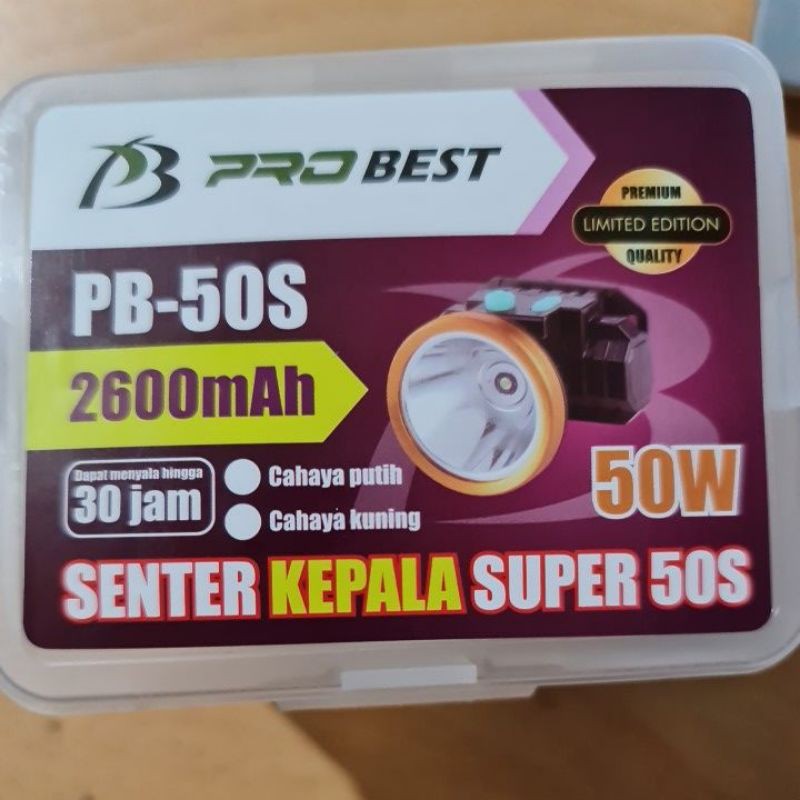 PB PRO BEST
PREMIUM
LIMITED EDITION
QUALITY
PB-50S
2600mAh
Dapat menyala hingga
30 jam
Cahaya putih
Cahaya kuning
50W
SENTER KEPALA SUPER 50S